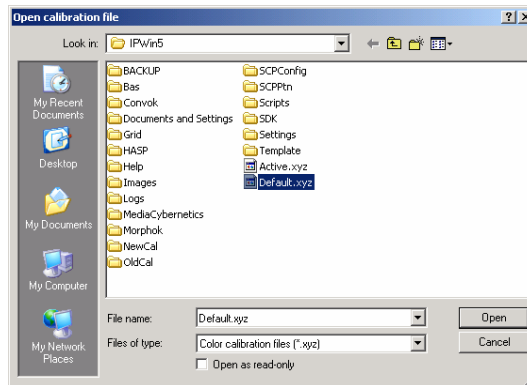 Open calibration file
Look in:
IPWin5
My Recent
Documents
Desktop
My Documents
My Computer
My Network
Places
BACKUP
Bas
Convok
Documents and Settings
Grid
HASP
Help
Images
Logs
MediaCybernetics
Morphok
NewCal
OldCal
SCPConfig
SCPPtn
Scripts
SDK
Settings
Template
Active.xyz
Default.xyz
File name:
Default.xyz
Open
Files of type:
Color calibration files (*.xyz)
Cancel
Open as read-only